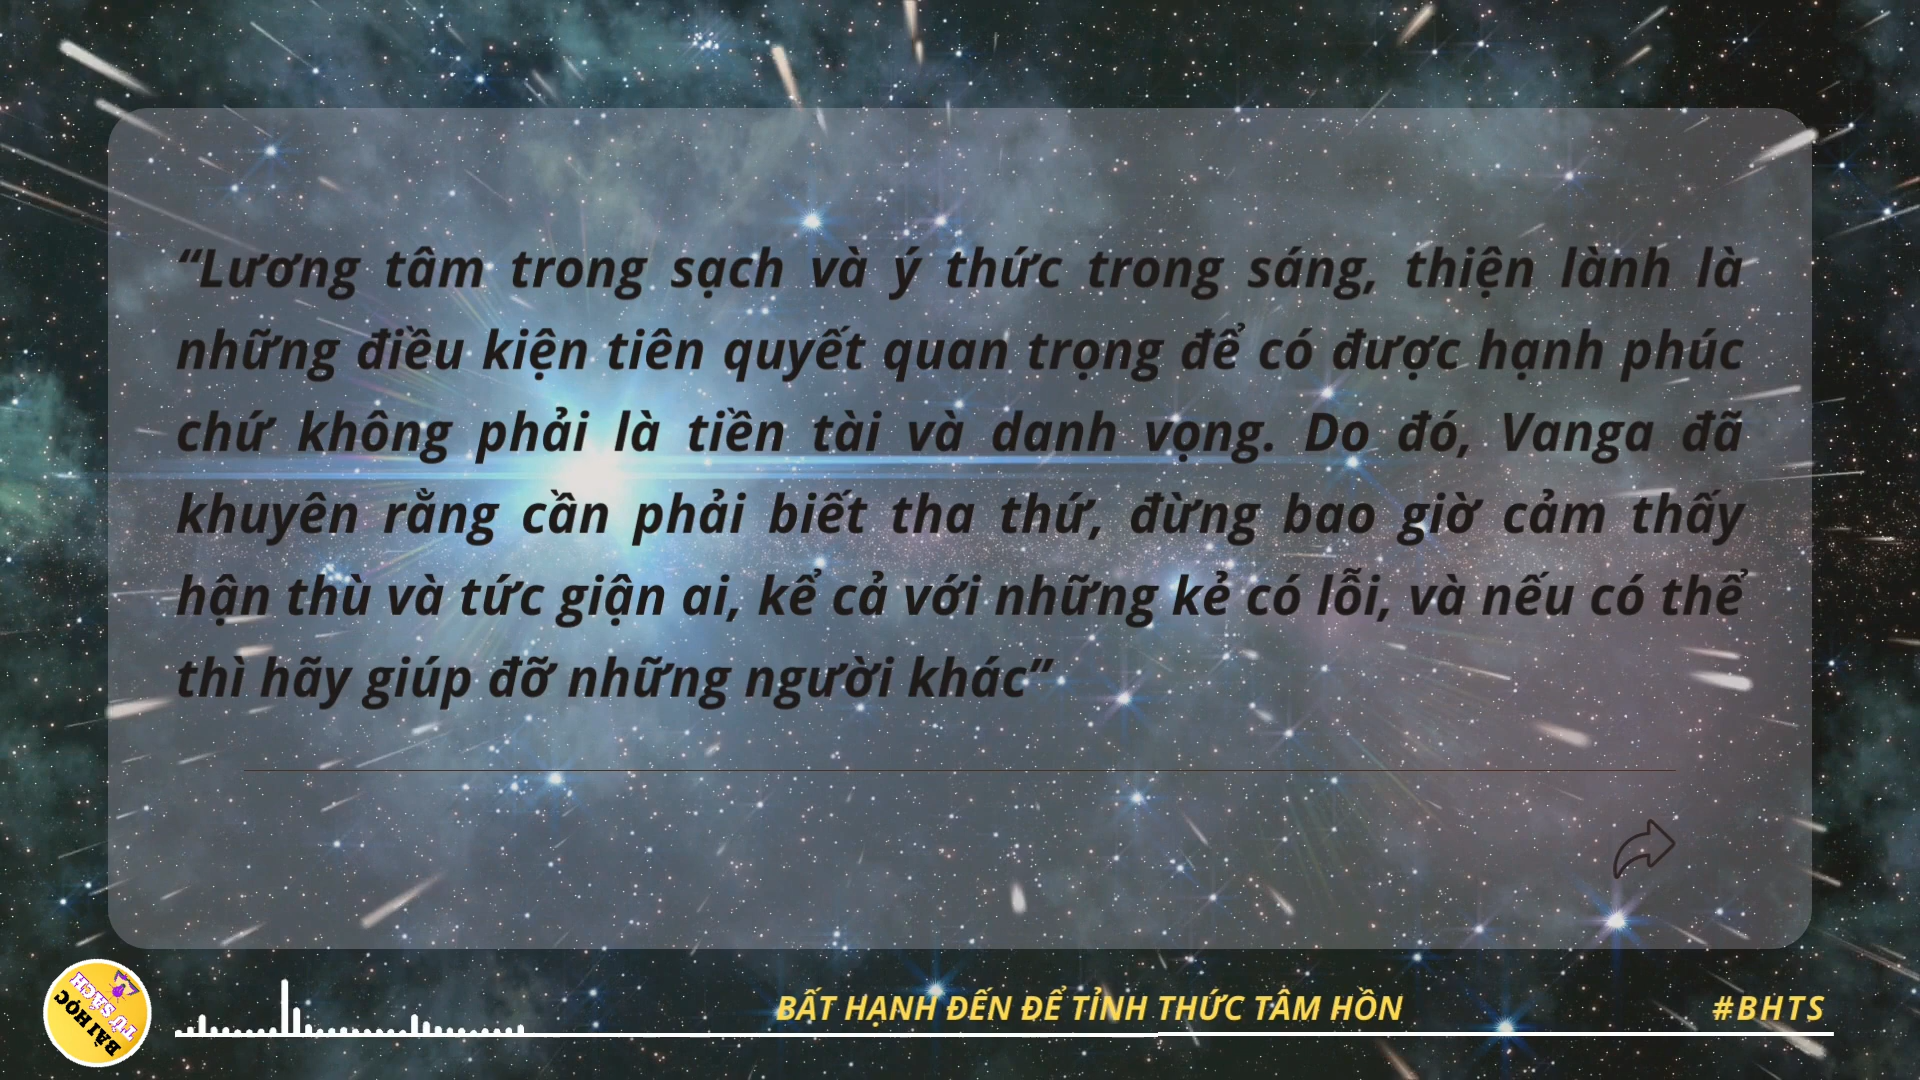 “Lương tâm trong sạch và ý thức trong sáng, thiện lành là
những điều kiện tiên quyết quan trọng để có được hạnh phúc
chứ không phải là tiền tài và danh vọng. Do đó, Vanga đã
khuyên rằng cần phải biết tha thứ, đừng bao giờ cảm thấy
hận thù và tức giận ai, kể cả với những kẻ có lỗi, và nếu có thể
thì hãy giúp đỡ những người khác”
BẤT HẠNH ĐẾN ĐỂ TỈNH THỨC TÂM HỒN
#BHTS
BÀI HỌC
TỪ SÁCH